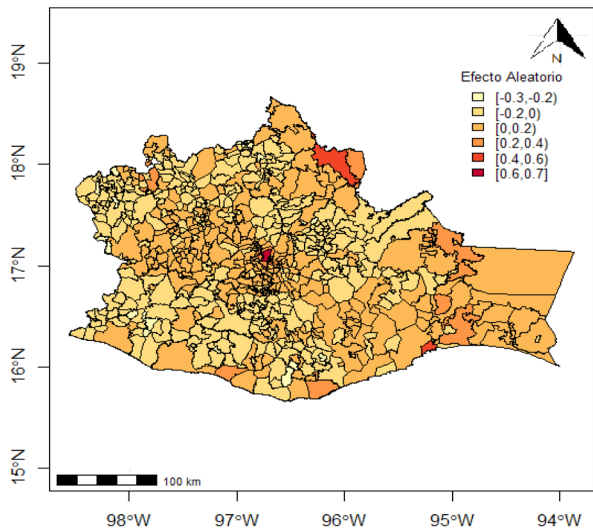 19°N
18°N
17°N
16°N
15°N
N
Efecto Aleatorio
[-0.3,-0.2)
[-0.2,0)
[0,0.2)
[0.2,0.4)
[0.4,0.6)
[0.6,0.7]
100 km
98°W
97°W
96°W
95°W
94°W